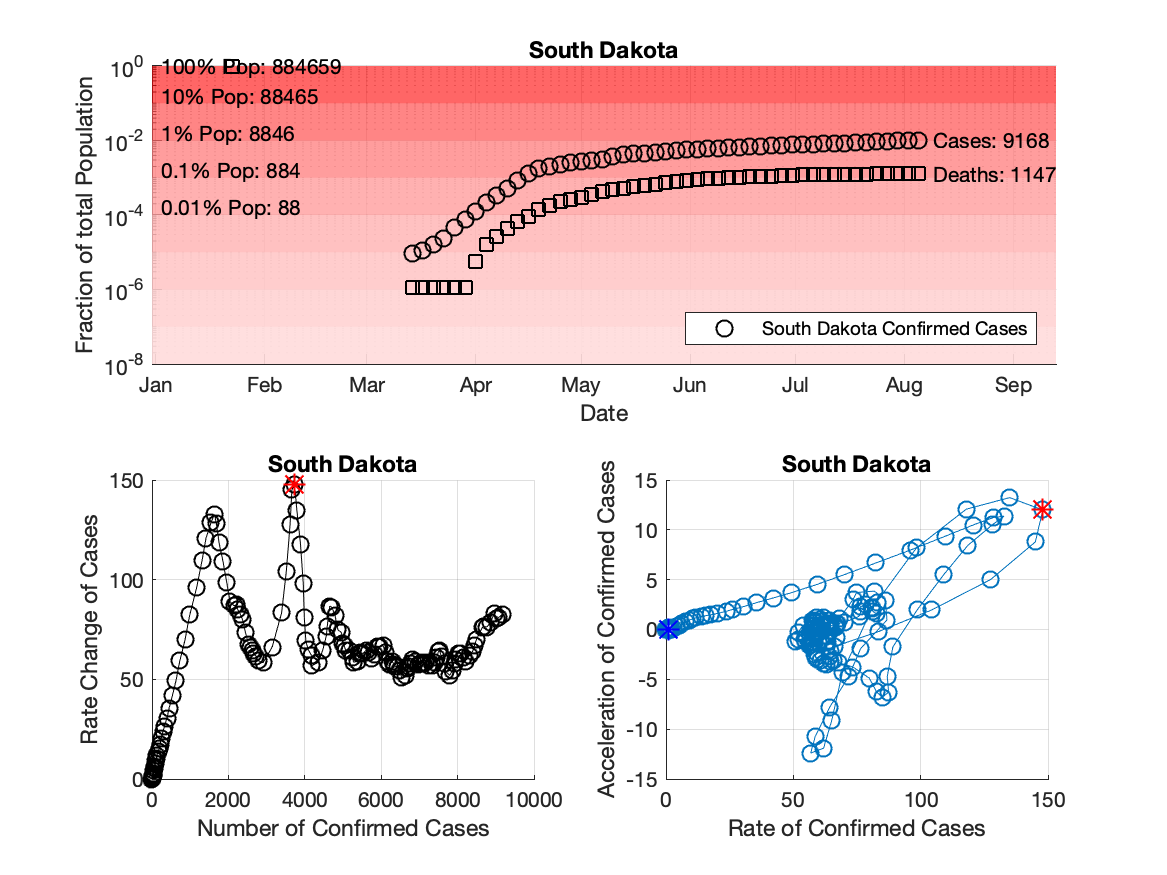 South Dakota
Fraction of total Population
10^0
10^-2
10^-4
10^-6
10^-8
100% Pop: 884659
10% Pop: 88465
1% Pop: 8846
0.1% Pop: 884
0.01% Pop: 88
Cases: 9168
Deaths: 1147
South Dakota Confirmed Cases
Jan Feb Mar Apr May Jun Jul Aug Sep
Date
South Dakota
Rate Change of Cases
150
100
50
0
0 2000 4000 6000 8000 10000
Number of Confirmed Cases
South Dakota
Acceleration of Confirmed Cases
15
10
5
0
-5
-10
-15
0 50 100 150
Rate of Confirmed Cases